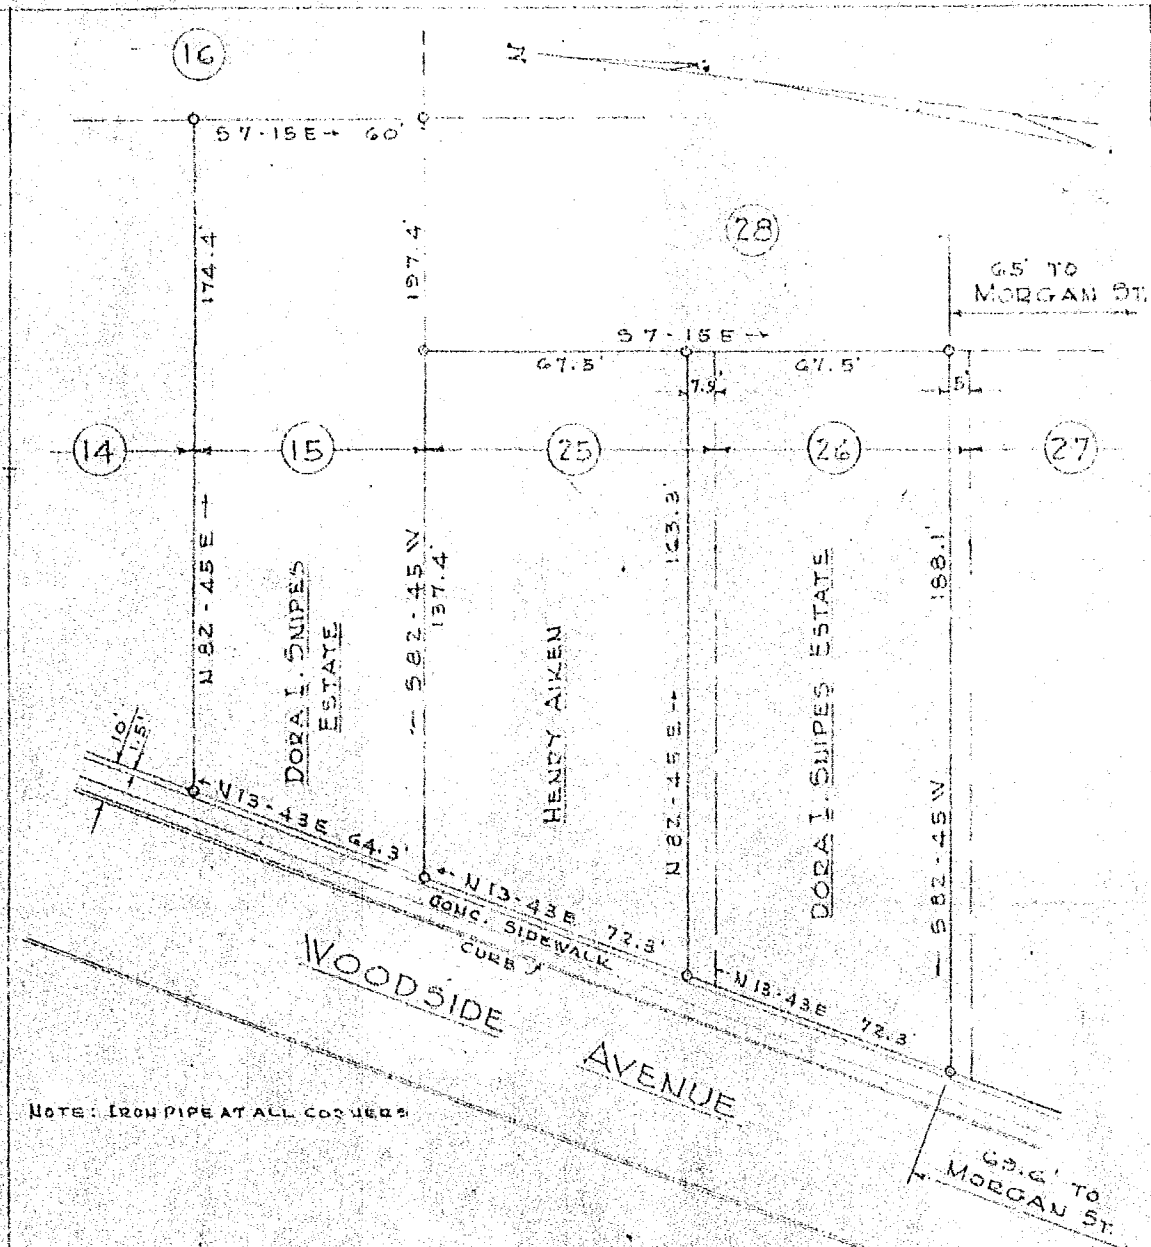 16
N
S 7-15 E → 60'
174.4'
197.4'
28
65' TO
MORGAN ST.
S 7-15 E →
67.5'
67.5'
5'
14
15
25
26
27
N 82-45 E →
← S 82-45 W
137.4'
163.3'
N 82-45 E →
188.1'
← S 82-45 W
DORA I. SNIPES
ESTATE
HENRY AIKEN
DORA I. SNIPES ESTATE
10'
1.5'
← N 13-43 E 64.3'
← N 13-43 E 72.3'
CONC. SIDEWALK
CURB
← N 13-43 E 72.3'
WOODSIDE
AVENUE
NOTE: IRON PIPE AT ALL CORNERS
69.6' TO
MORGAN ST.